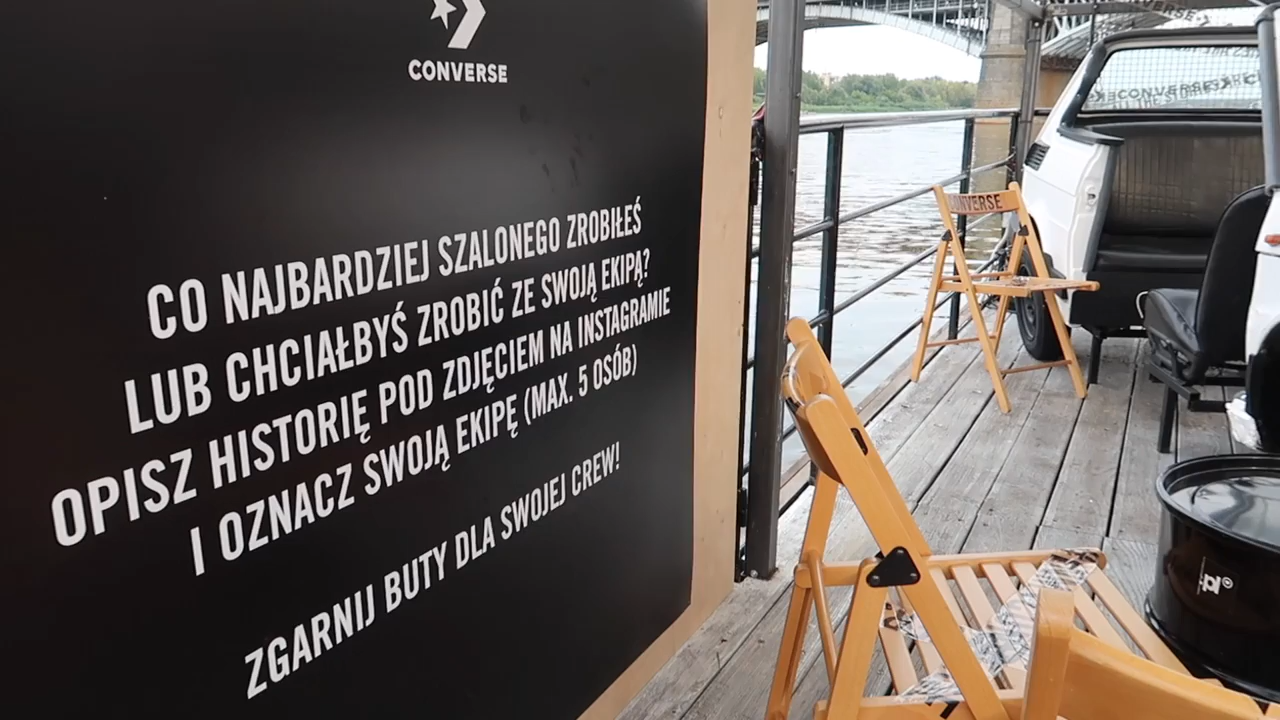 CONVERSE
CO NAJBARDZIEJ SZALONEGO ZROBIŁEŚ
LUB CHCIAŁBYŚ ZROBIĆ ZE SWOJĄ EKIPĄ?
OPISZ HISTORIĘ POD ZDJĘCIEM NA INSTAGRAMIE
I OZNACZ SWOJĄ EKIPĘ (MAX. 5 OSÓB)
ZGARNIJ BUTY DLA SWOJEJ CREW!
CONVERSE
CONVERSE